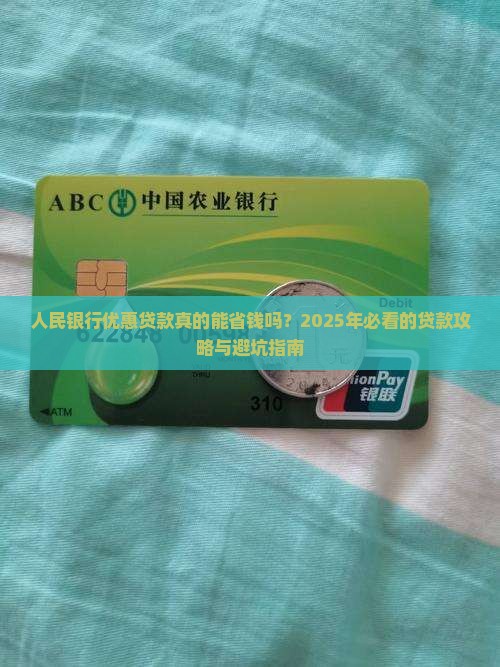 ABC 中国农业银行
Debit
人民银行优惠贷款真的能省钱吗？2025年必看的贷款攻
略与避坑指南
310
UnionPay
银联
ATM